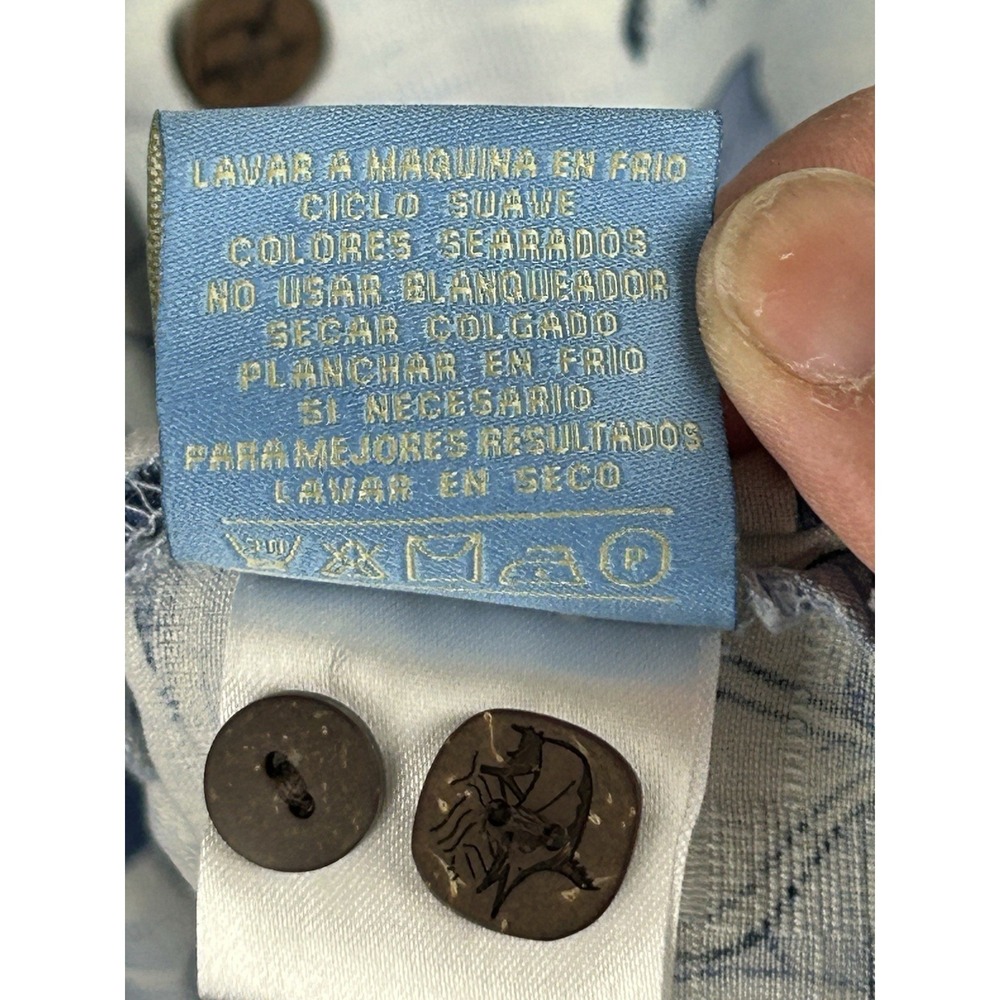 LAVAR A MAQUINA EN FRIO
CICLO SUAVE
COLORES SEARADOS
NO USAR BLANQUEADOR
SECAR COLGADO
PLANCHAR EN FRIO
SI NECESARIO
PARA MEJORES RESULTADOS
LAVAR EN SECO
P